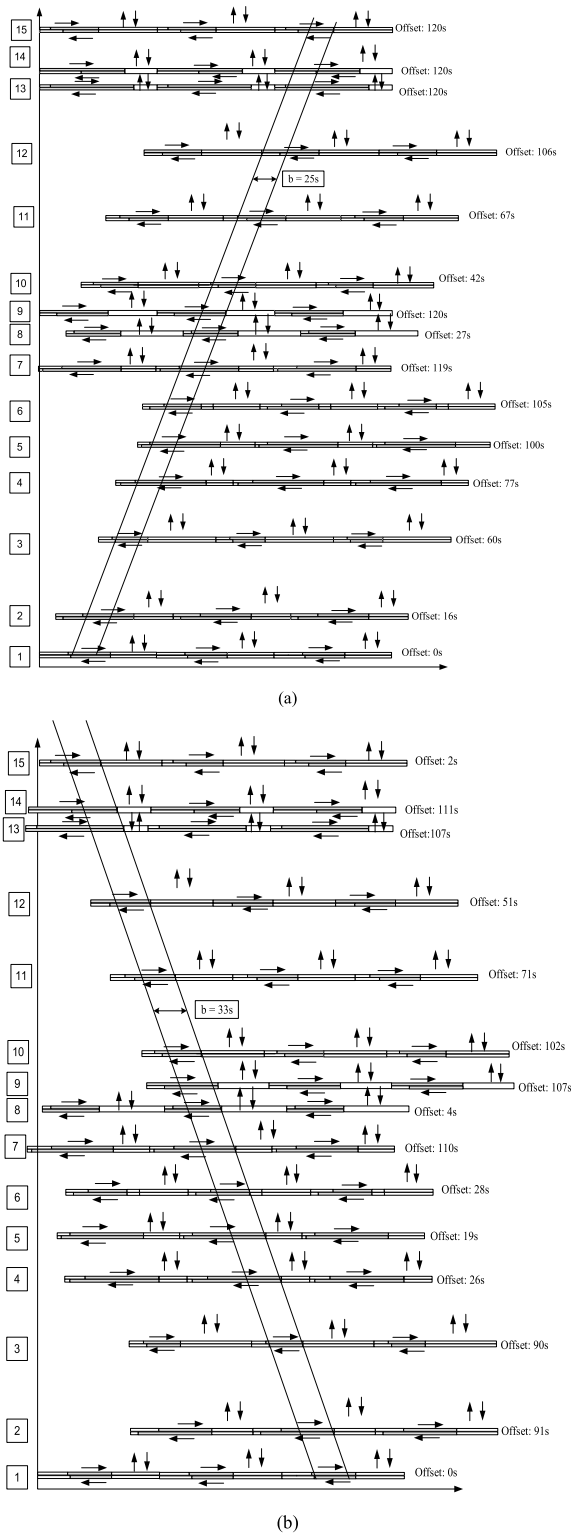 15 Offset: 120s
14 Offset: 120s
13 Offset:120s
12 Offset: 106s
b = 25s
11 Offset: 67s
10 Offset: 42s
9 Offset: 120s
8 Offset: 27s
7 Offset: 119s
6 Offset: 105s
5 Offset: 100s
4 Offset: 77s
3 Offset: 60s
2 Offset: 16s
1 Offset: 0s
(a)
15 Offset: 2s
14 Offset: 111s
13 Offset:107s
12 Offset: 51s
11 Offset: 71s
b = 33s
10 Offset: 102s
9 Offset: 107s
8 Offset: 4s
7 Offset: 110s
6 Offset: 28s
5 Offset: 19s
4 Offset: 26s
3 Offset: 90s
2 Offset: 91s
1 Offset: 0s
(b)